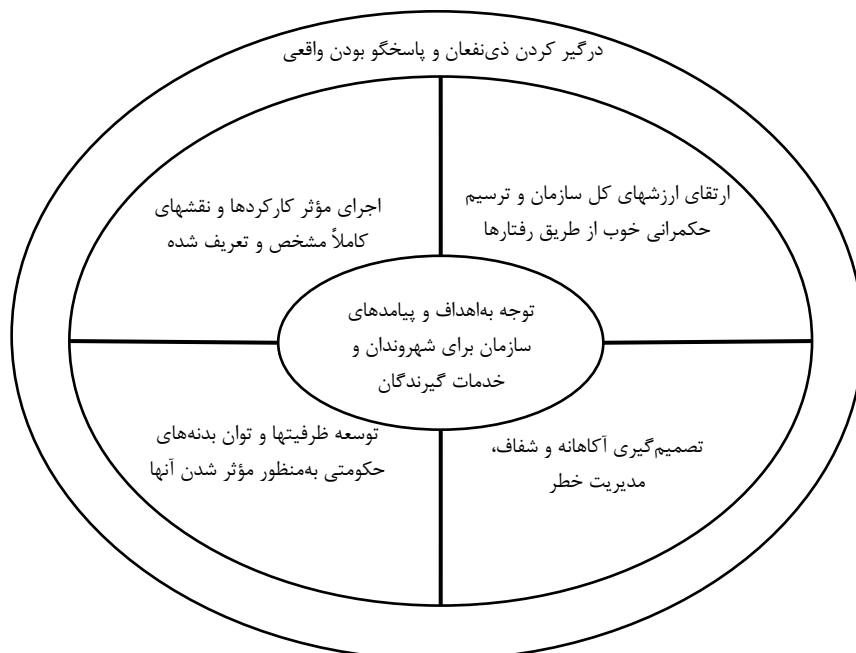 درگیر کردن ذی‌نفعان و پاسخگو بودن واقعی
ارتقای ارزشهای کل سازمان و ترسیم
حکمرانی خوب از طریق رفتارها
اجرای مؤثر کارکردها و نقشهای
کاملاً مشخص و تعریف شده
توجه به‌اهداف و پیامدهای
سازمان برای شهروندان و
خدمات گیرندگان
تصمیم‌گیری آکاهانه و شفاف،
مدیریت خطر
توسعه ظرفیتها و توان بدنه‌های
حکومتی به‌منظور مؤثر شدن آنها